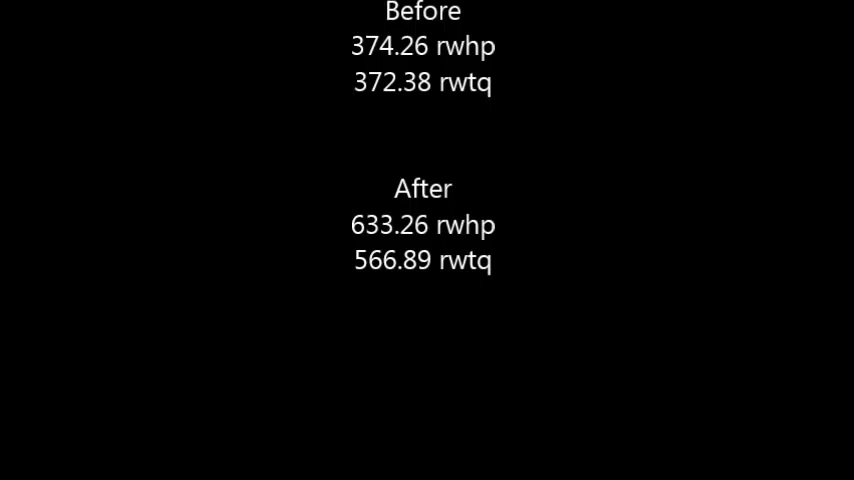 Before
374.26 rwhp
372.38 rwtq
After
633.26 rwhp
566.89 rwtq